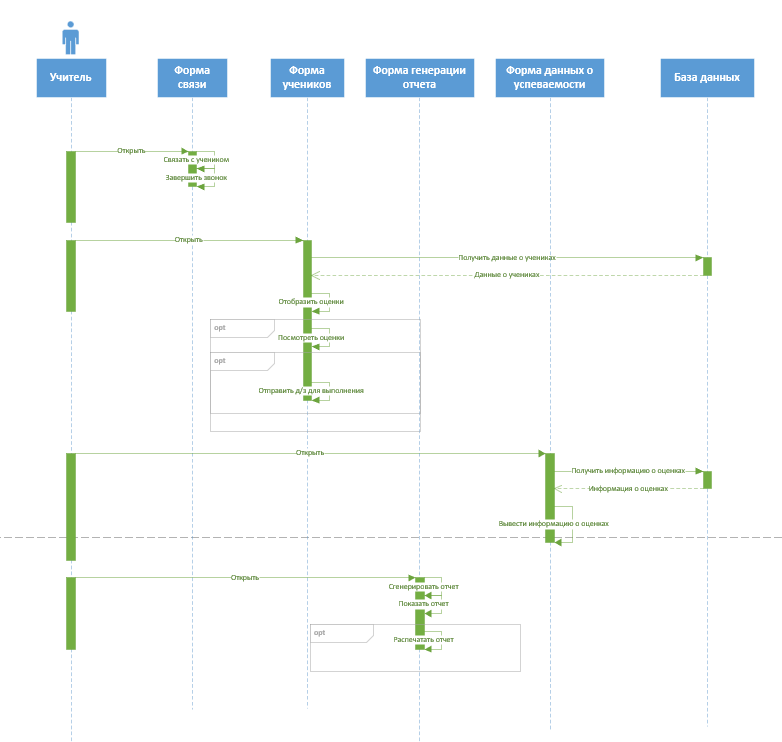 Учитель
Форма
связи
Форма
учеников
Форма генерации
отчета
Форма данных о
успеваемости
База данных
Открыть
Связать с учеником
Завершить звонок
Открыть
Получить данные о учениках
Данные о учениках
Отобразить оценки
opt
Посмотреть оценки
opt
Отправить д/з для выполнения
Открыть
Получить информацию о оценках
Информация о оценках
Вывести информацию о оценках
Открыть
Сгенерировать отчет
Показать отчет
opt
Распечатать отчет